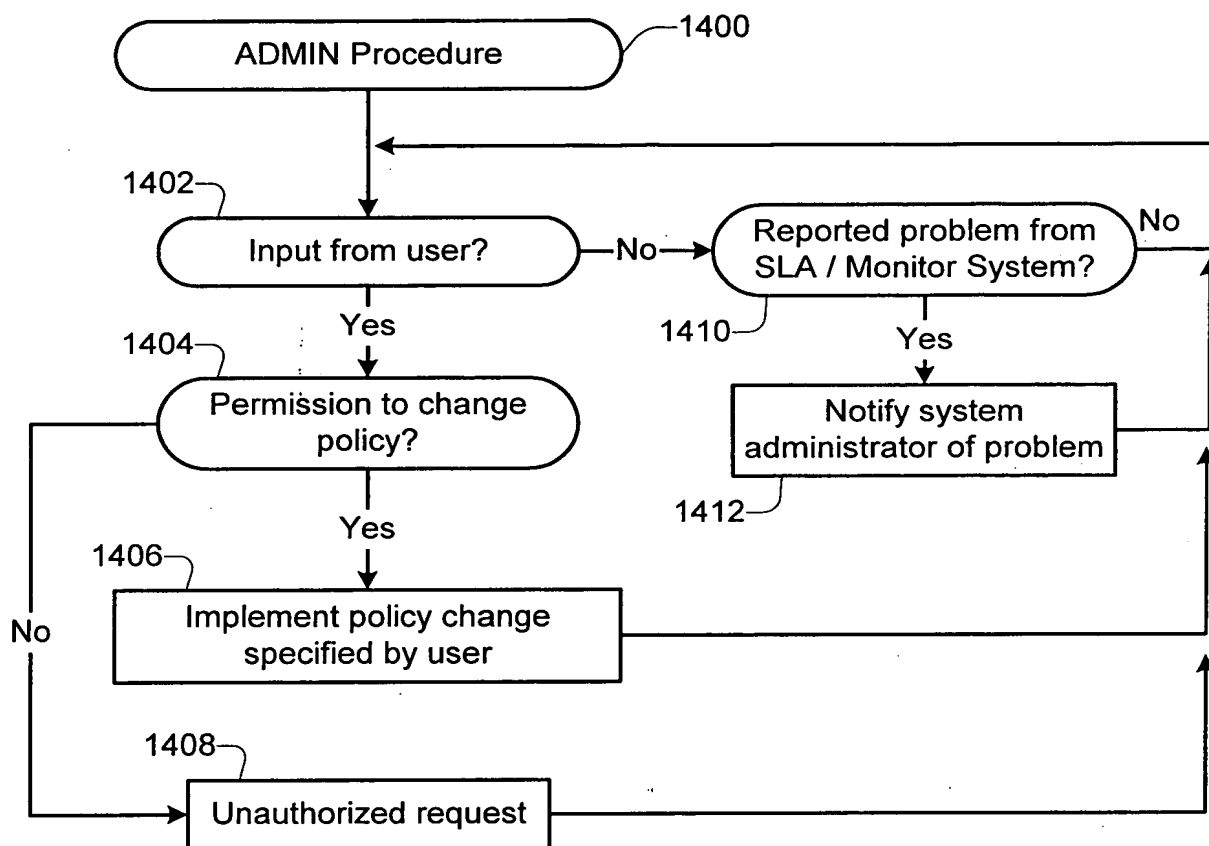 1400
ADMIN Procedure
1402
Input from user?
No
Reported problem from
SLA / Monitor System?
No
1410
Yes
Yes
1404
Permission to change
policy?
Notify system
administrator of problem
1412
Yes
1406
Implement policy change
specified by user
No
1408
Unauthorized request